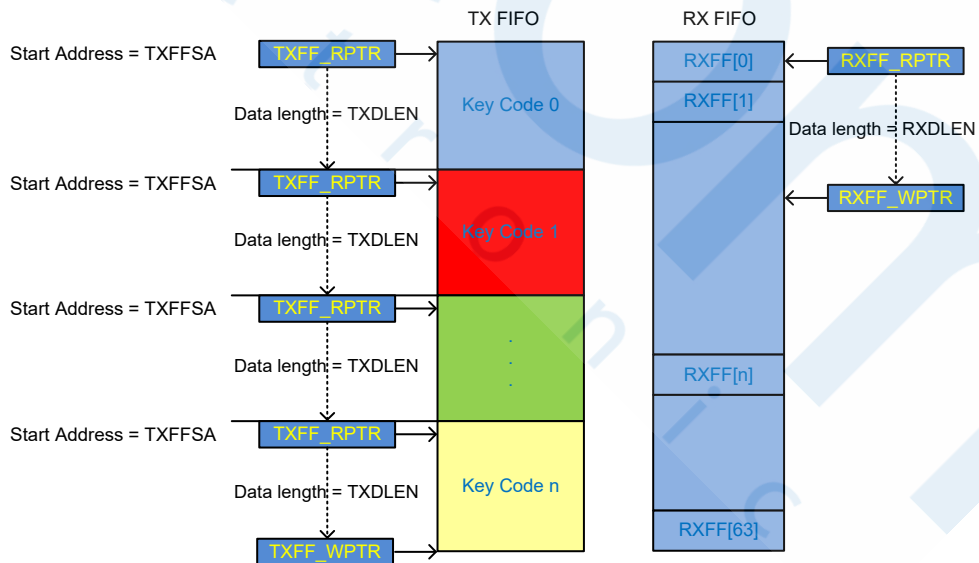 TX FIFO
RX FIFO
Start Address = TXFFSA
TXFF_RPTR
Data length = TXDLEN
Key Code 0
Start Address = TXFFSA
TXFF_RPTR
Data length = TXDLEN
Key Code 1
Start Address = TXFFSA
TXFF_RPTR
Data length = TXDLEN
.
.
.
Start Address = TXFFSA
TXFF_RPTR
Data length = TXDLEN
Key Code n
TXFF_WPTR
RXFF[0]
RXFF_RPTR
RXFF[1]
Data length = RXDLEN
RXFF_WPTR
RXFF[n]
RXFF[63]